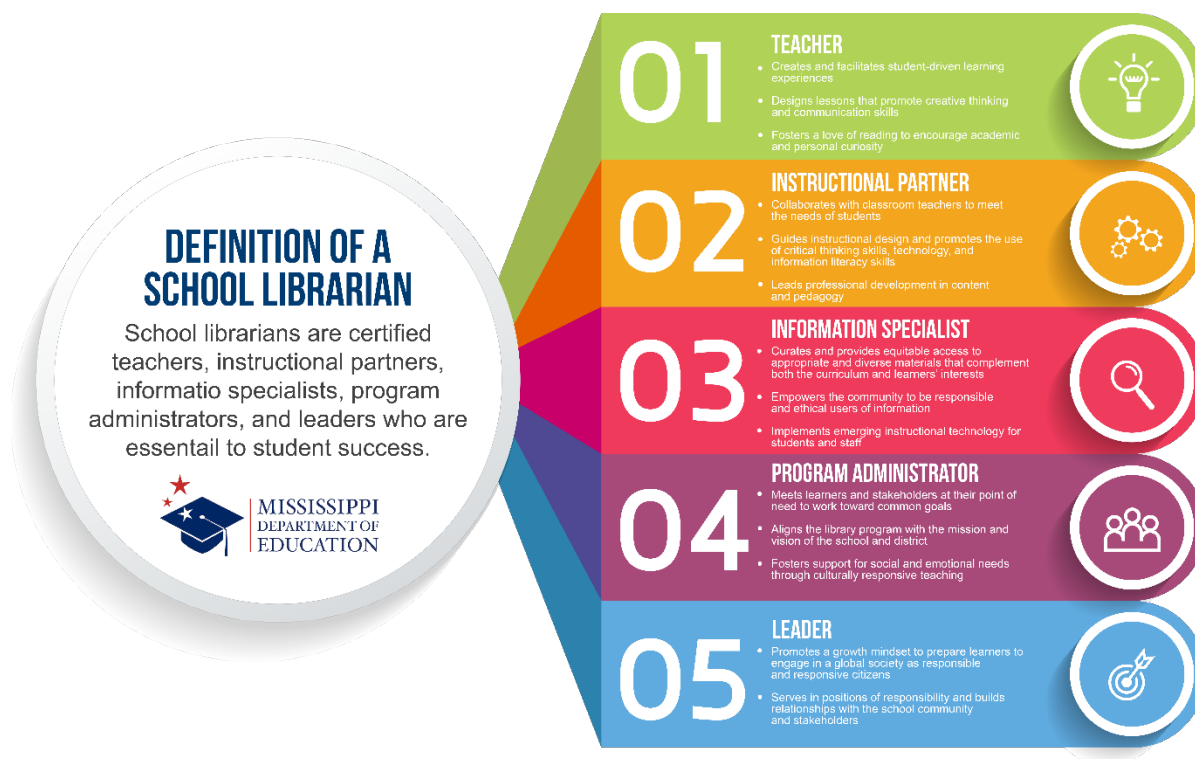 DEFINITION OF A
SCHOOL LIBRARIAN
School librarians are certified
teachers, instructional partners,
informatio specialists, program
administrators, and leaders who are
essentail to student success.
MISSISSIPPI
DEPARTMENT OF
EDUCATION
01
TEACHER
• Creates and facilitates student-driven learning
experiences
• Designs lessons that promote creative thinking
and communication skills
• Fosters a love of reading to encourage academic
and personal curiosity
02
INSTRUCTIONAL PARTNER
• Collaborates with classroom teachers to meet
the needs of students
• Guides instructional design and promotes the use
of critical thinking skills, technology, and
information literacy skills
• Leads professional development in content
and pedagogy
03
INFORMATION SPECIALIST
• Curates and provides equitable access to
appropriate and diverse materials that complement
both the curriculum and learners' interests
• Empowers the community to be responsible
and ethical users of information
• Implements emerging instructional technology for
students and staff
04
PROGRAM ADMINISTRATOR
• Meets learners and stakeholders at their point of
need to work toward common goals
• Aligns the library program with the mission and
vision of the school and district
• Fosters support for social and emotional needs
through culturally responsive teaching
05
LEADER
• Promotes a growth mindset to prepare learners to
engage in a global society as responsible
and responsive citizens
• Serves in positions of responsibility and builds
relationships with the school community
and stakeholders